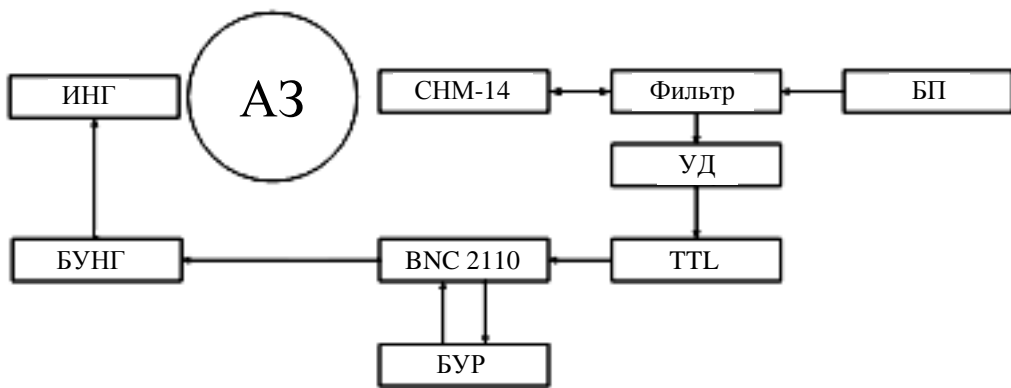 ИНГ
АЗ
СНМ-14
Фильтр
БП
УД
БУНГ
BNC 2110
TTL
БУР